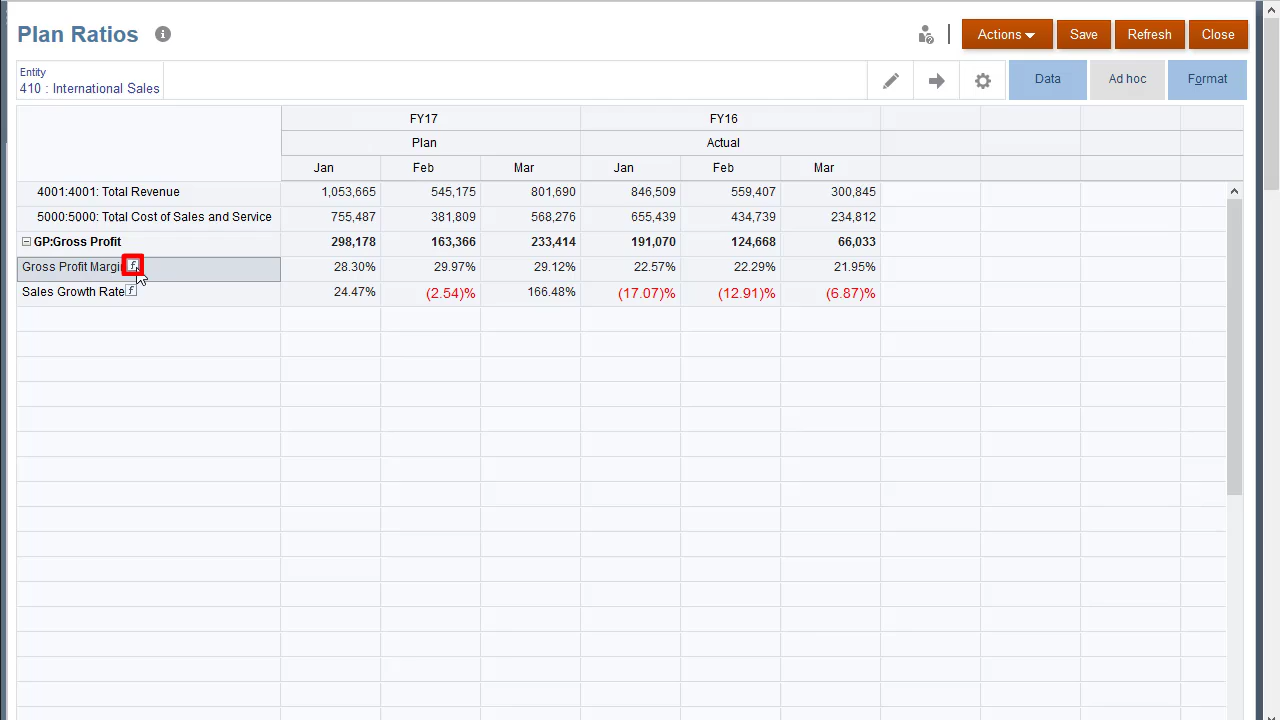 Plan Ratios
Actions Save Refresh Close
Entity
410 : International Sales
Data Ad hoc Format
FY17 FY16
Plan Actual
Jan Feb Mar Jan Feb Mar
4001:4001: Total Revenue 1,053,665 545,175 801,690 846,509 559,407 300,845
5000:5000: Total Cost of Sales and Service 755,487 381,809 568,276 655,439 434,739 234,812
GP:Gross Profit 298,178 163,366 233,414 191,070 124,668 66,033
Gross Profit Margi f 28.30% 29.97% 29.12% 22.57% 22.29% 21.95%
Sales Growth Rate f 24.47% (2.54)% 166.48% (17.07)% (12.91)% (6.87)%